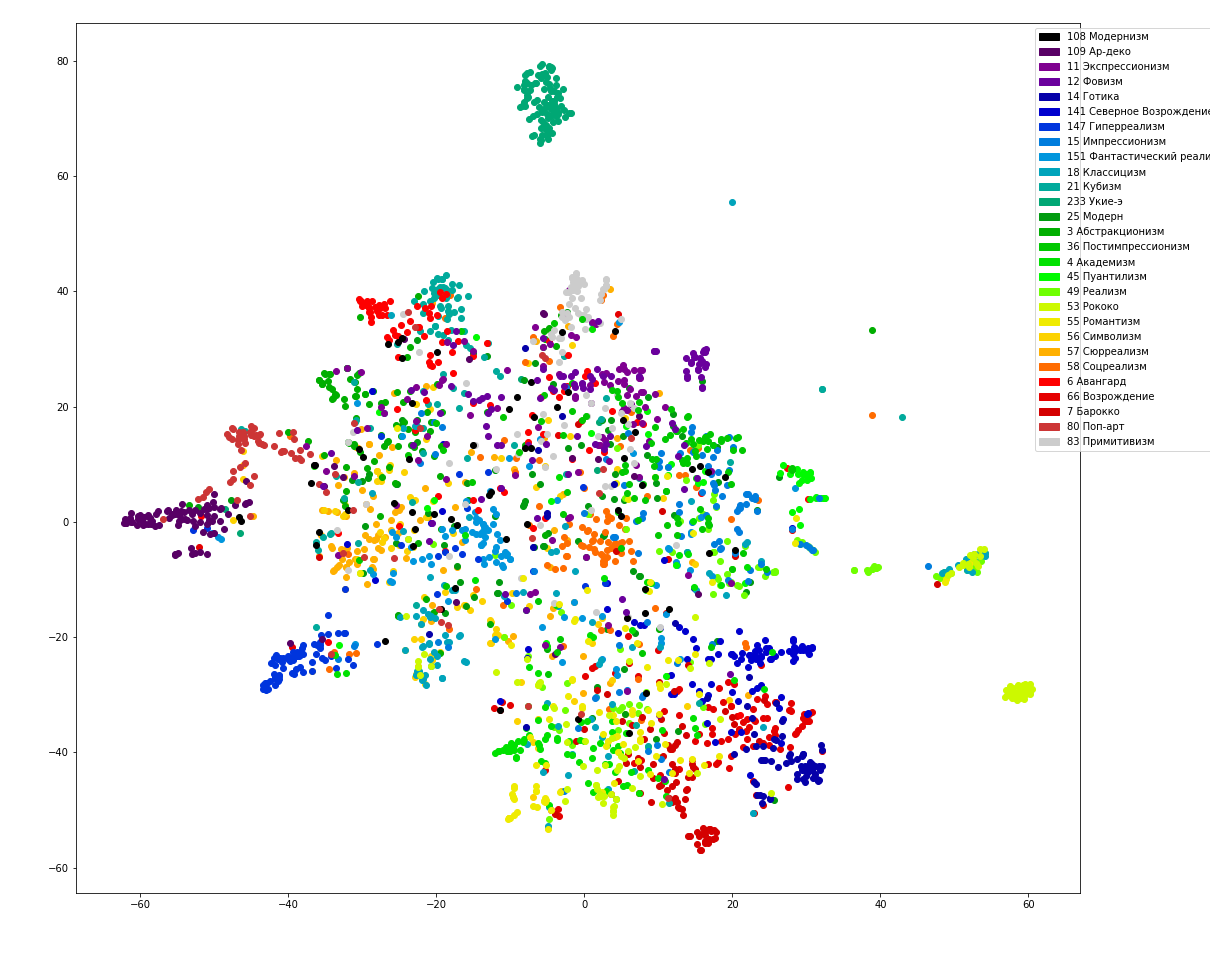 108 Модернизм
109 Ар-деко
11 Экспрессионизм
12 Фовизм
14 Готика
141 Северное Возрождение
147 Гиперреализм
15 Импрессионизм
151 Фантастический реали
18 Классицизм
21 Кубизм
233 Укие-э
25 Модерн
3 Абстракционизм
36 Постимпрессионизм
4 Академизм
45 Пуантилизм
49 Реализм
53 Рококо
55 Романтизм
56 Символизм
57 Сюрреализм
58 Соцреализм
6 Авангард
66 Возрождение
7 Барокко
80 Поп-арт
83 Примитивизм
80
60
40
20
0
−20
−40
−60
−60 −40 −20 0 20 40 60